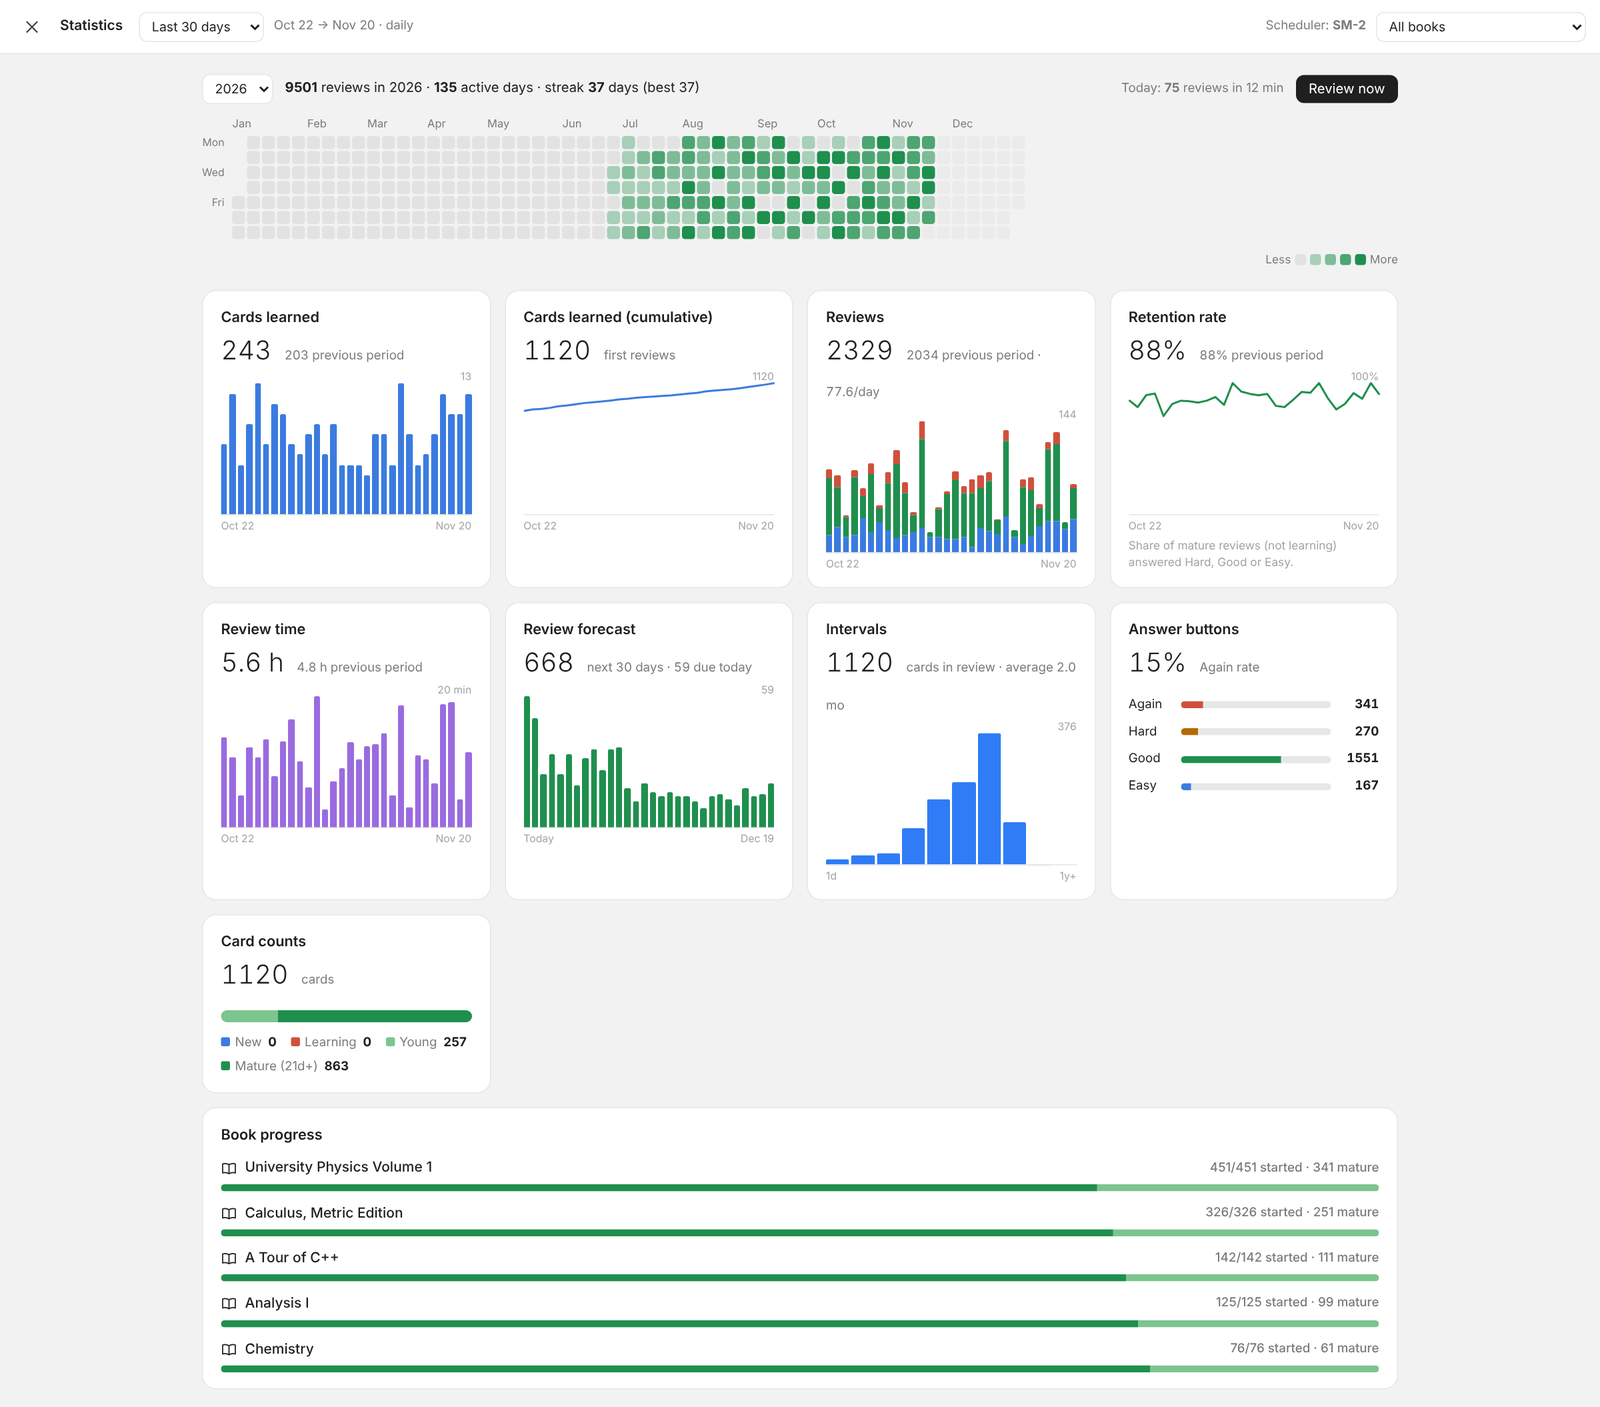 Statistics
Last 30 days
Oct 22 → Nov 20 · daily
Scheduler: SM-2
All books
2026
9501 reviews in 2026 · 135 active days · streak 37 days (best 37)
Today: 75 reviews in 12 min
Review now
Jan Feb Mar Apr May Jun Jul Aug Sep Oct Nov Dec
Mon
Wed
Fri
Less More
Cards learned
243 203 previous period
13
Oct 22 Nov 20
Cards learned (cumulative)
1120 first reviews
1120
Oct 22 Nov 20
Reviews
2329 2034 previous period ·
77.6/day
144
Oct 22 Nov 20
Retention rate
88% 88% previous period
100%
Oct 22 Nov 20
Share of mature reviews (not learning)
answered Hard, Good or Easy.
Review time
5.6 h 4.8 h previous period
20 min
Oct 22 Nov 20
Review forecast
668 next 30 days · 59 due today
59
Today Dec 19
Intervals
1120 cards in review · average 2.0
mo
376
1d 1y+
Answer buttons
15% Again rate
Again 341
Hard 270
Good 1551
Easy 167
Card counts
1120 cards
New 0 Learning 0 Young 257
Mature (21d+) 863
Book progress
University Physics Volume 1 451/451 started · 341 mature
Calculus, Metric Edition 326/326 started · 251 mature
A Tour of C++ 142/142 started · 111 mature
Analysis I 125/125 started · 99 mature
Chemistry 76/76 started · 61 mature